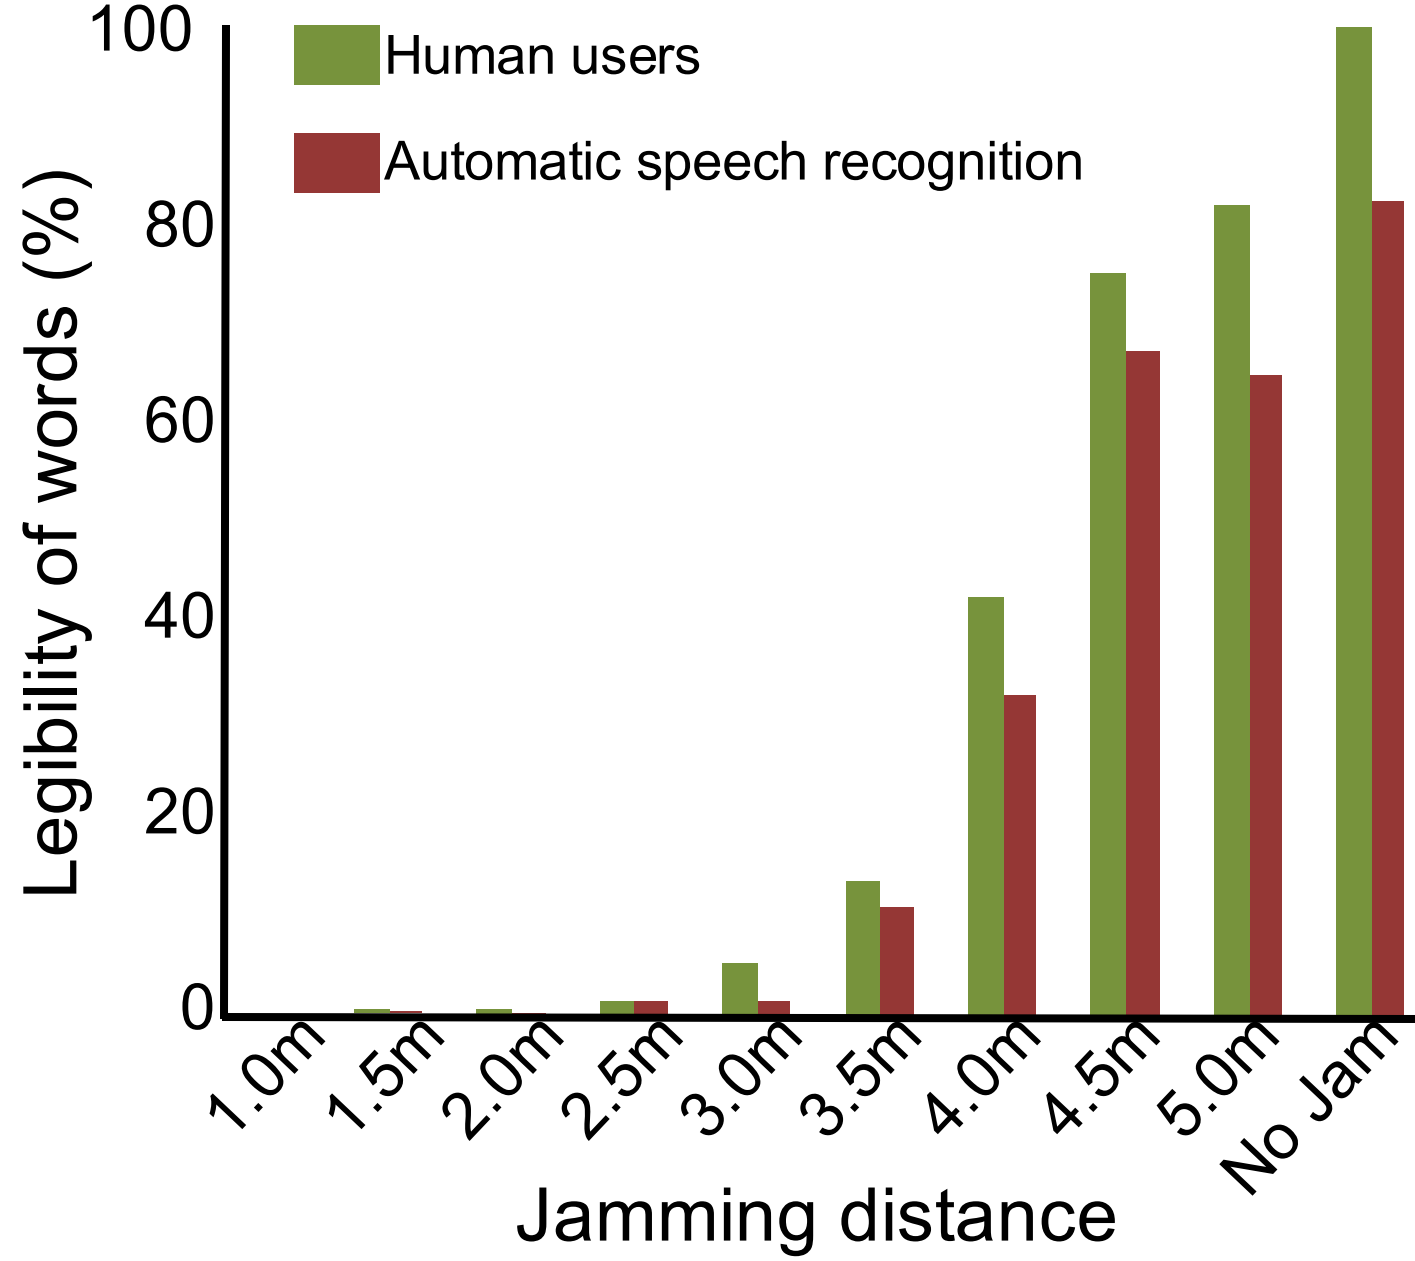 100
80
60
40
20
0
Legibility of words (%)
Human users
Automatic speech recognition
1.0m
1.5m
2.0m
2.5m
3.0m
3.5m
4.0m
4.5m
5.0m
No Jam
Jamming distance